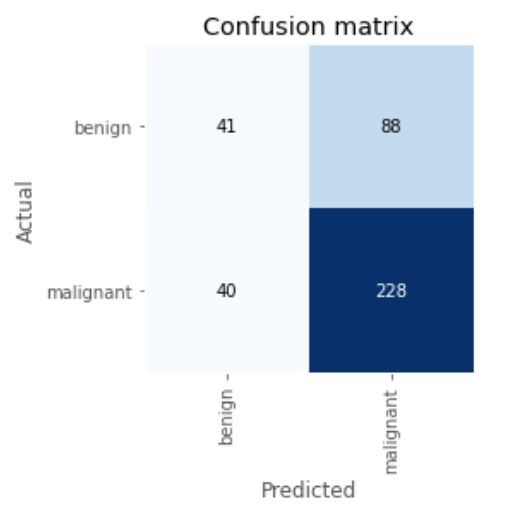 Confusion matrix
Actual
benign
41
88
malignant
40
228
benign
malignant
Predicted